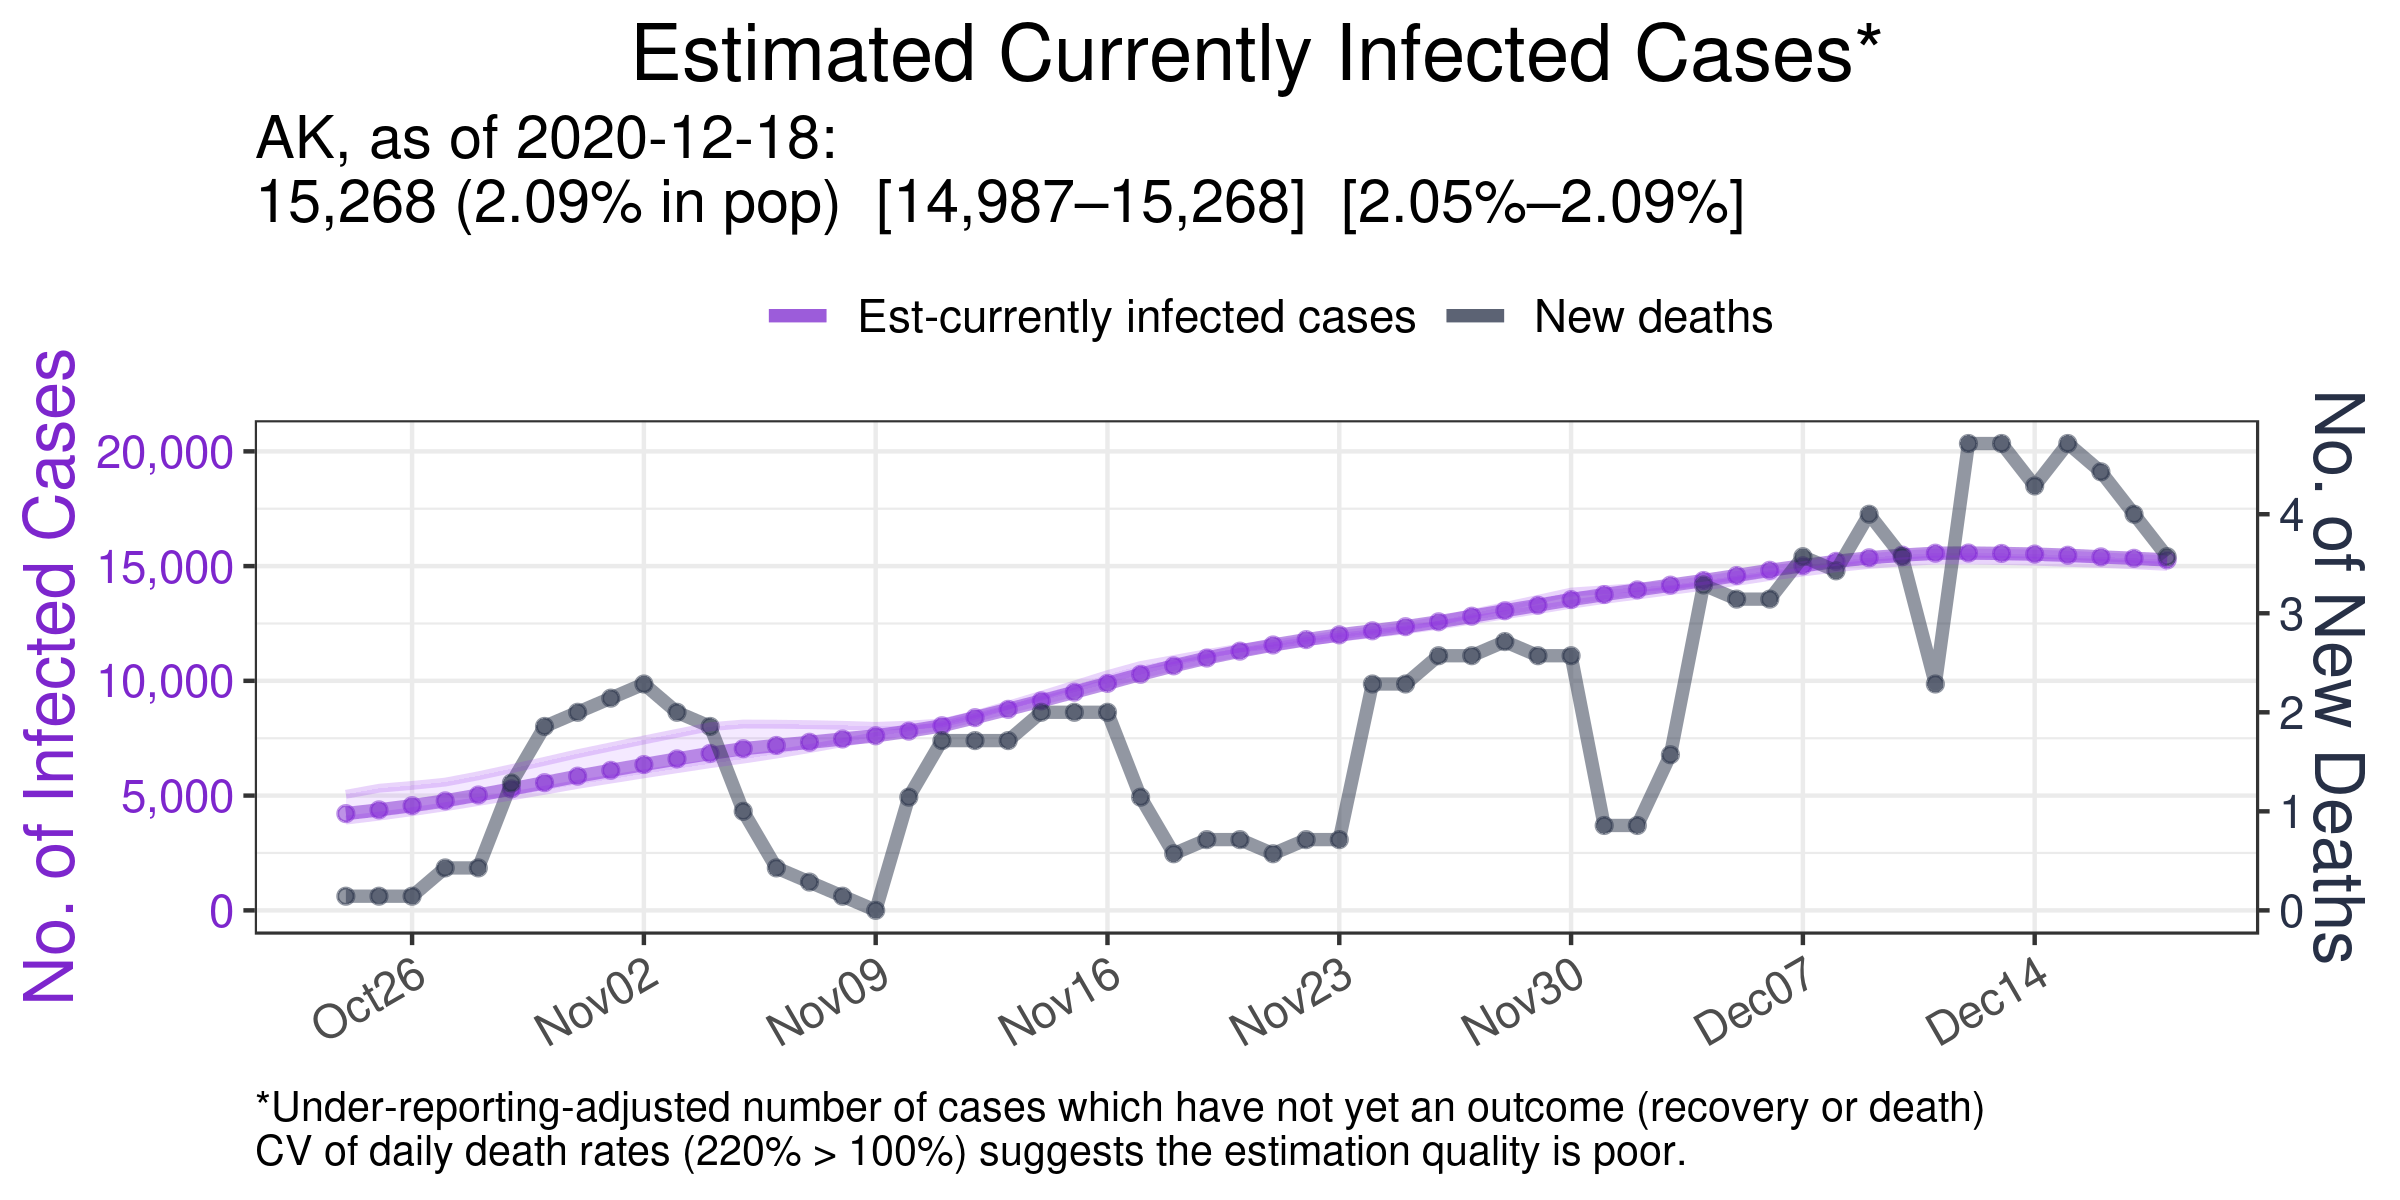 Estimated Currently Infected Cases*
AK, as of 2020-12-18:
15,268 (2.09% in pop)  [14,987–15,268]  [2.05%–2.09%]
Est-currently infected cases
New deaths
No. of Infected Cases
20,000
15,000
10,000
5,000
0
4
3
2
1
0
No. of New Deaths
Oct26
Nov02
Nov09
Nov16
Nov23
Nov30
Dec07
Dec14
*Under-reporting-adjusted number of cases which have not yet an outcome (recovery or death)
CV of daily death rates (220% > 100%) suggests the estimation quality is poor.